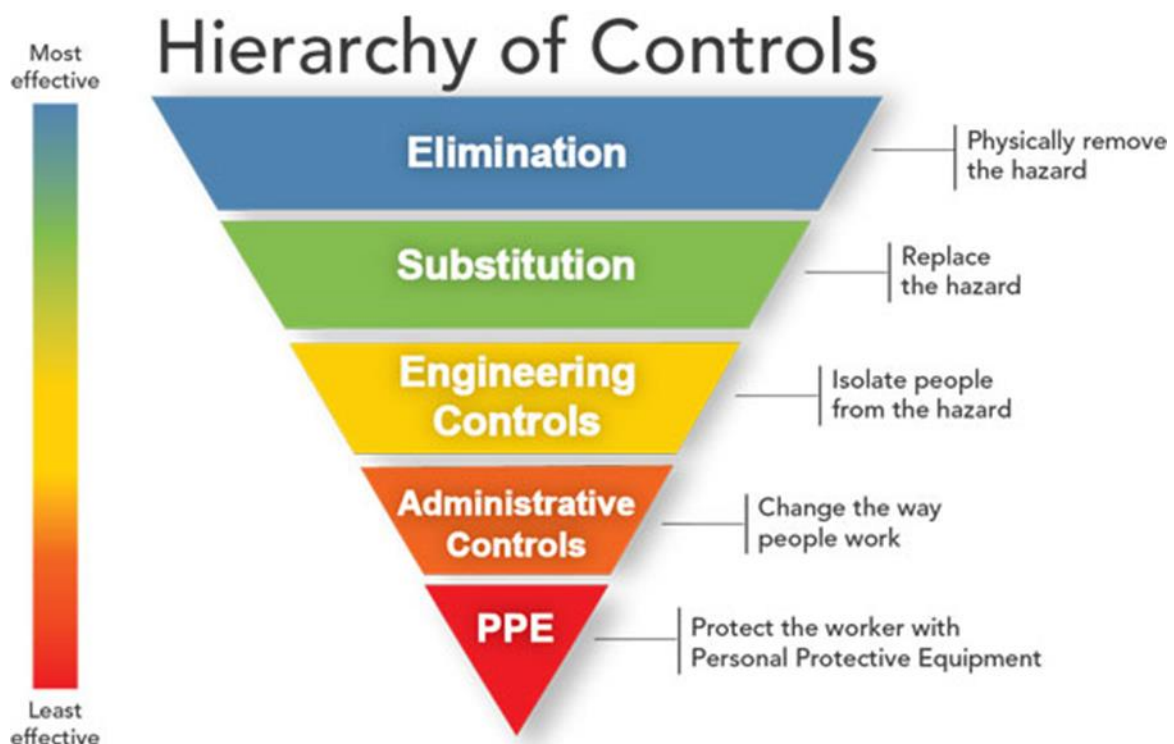 Hierarchy of Controls
Most
effective
Elimination
Physically remove
the hazard
Substitution
Replace
the hazard
Engineering
Controls
Isolate people
from the hazard
Administrative
Controls
Change the way
people work
PPE
Protect the worker with
Personal Protective Equipment
Least
effective